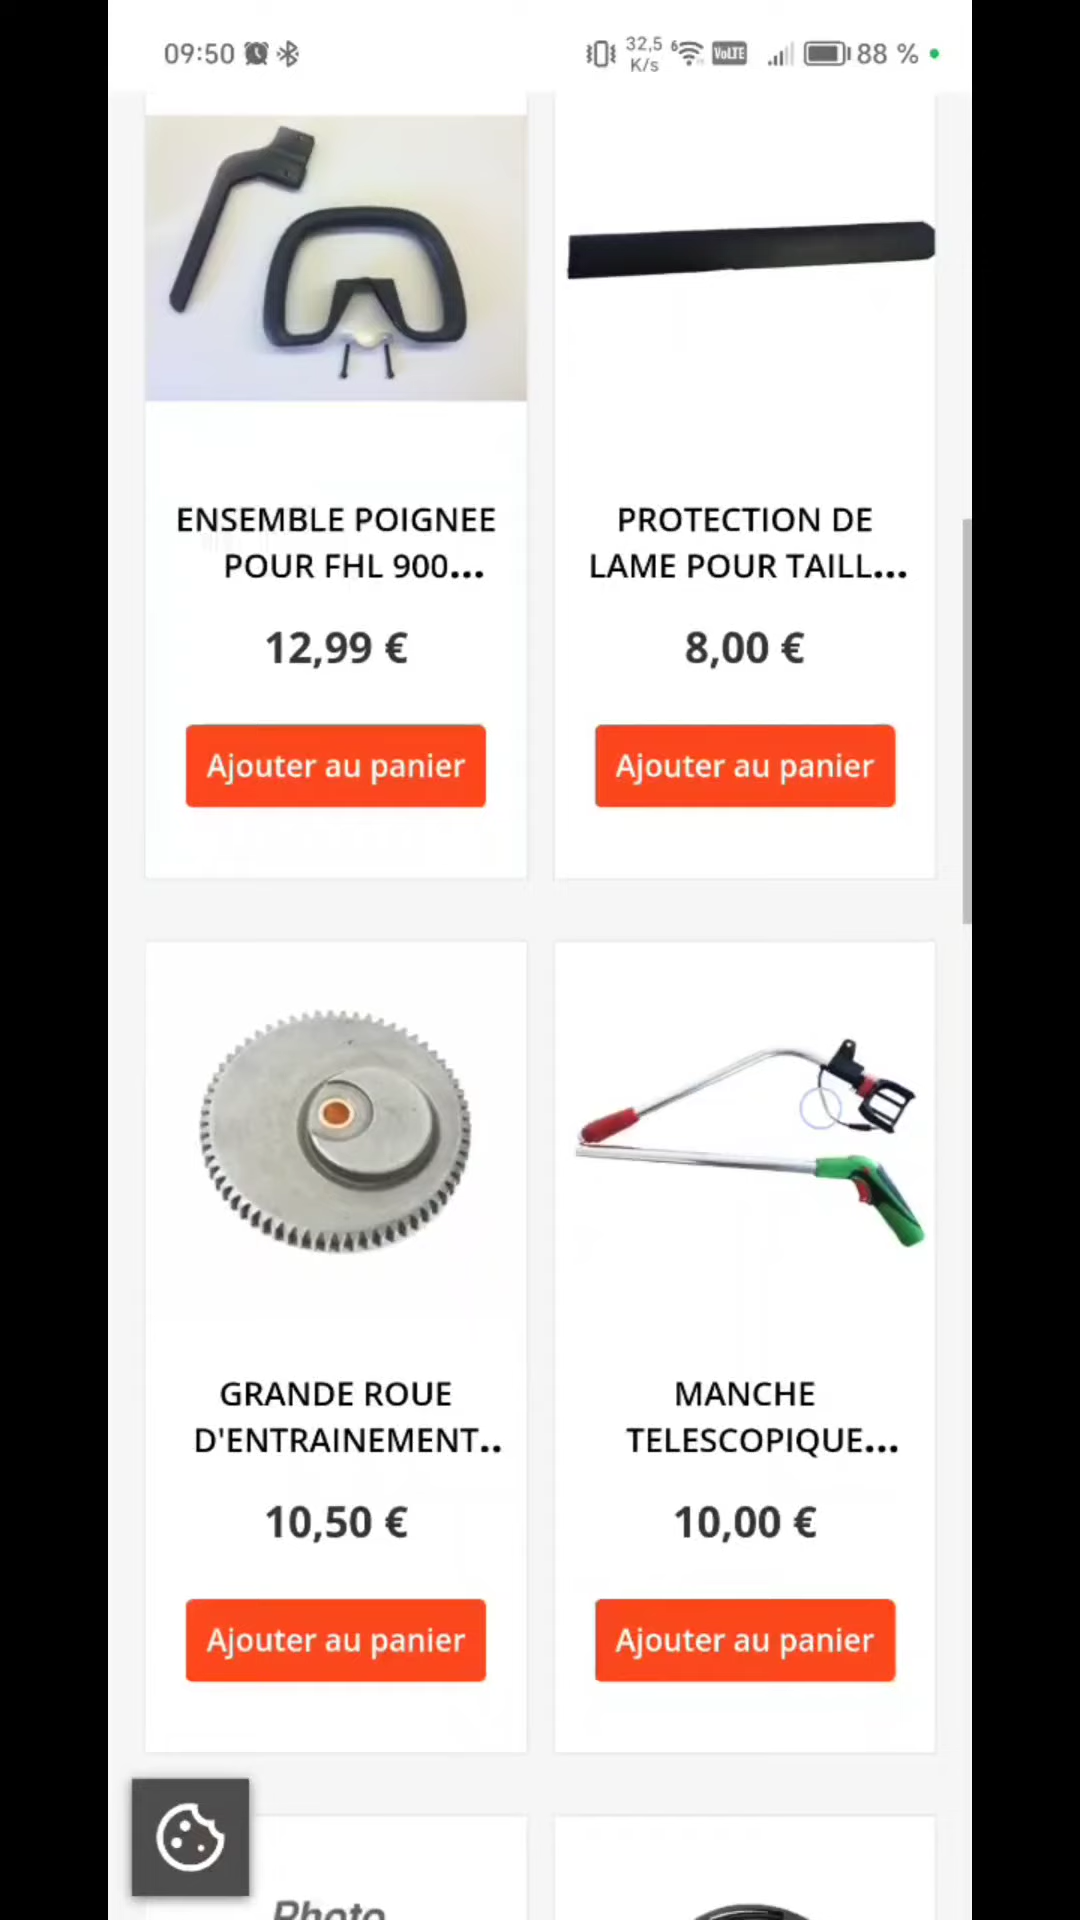 09:50
32,5
K/s
6
VoLTE
88 %
ENSEMBLE POIGNEE
POUR FHL 900...
12,99 €
Ajouter au panier
PROTECTION DE
LAME POUR TAILL...
8,00 €
Ajouter au panier
GRANDE ROUE
D'ENTRAINEMENT..
10,50 €
Ajouter au panier
MANCHE
TELESCOPIQUE...
10,00 €
Ajouter au panier
Photo